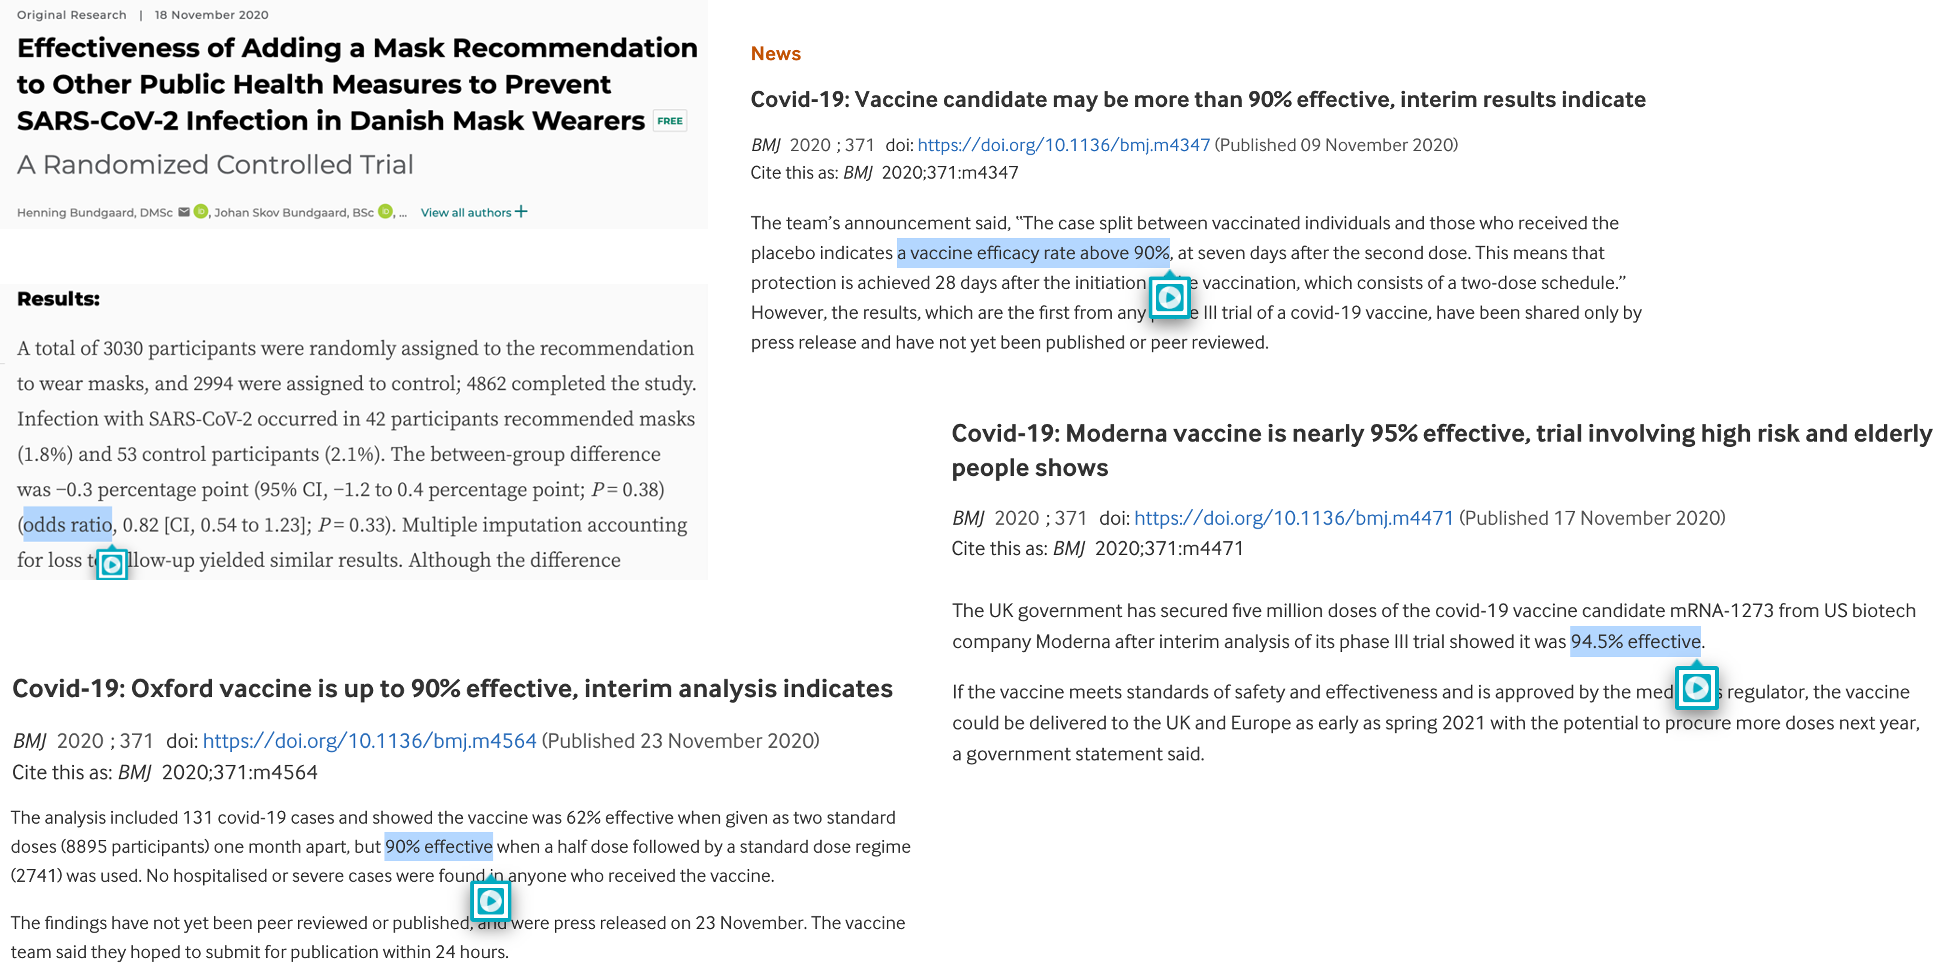 Original Research | 18 November 2020
Effectiveness of Adding a Mask Recommendation
to Other Public Health Measures to Prevent
SARS-CoV-2 Infection in Danish Mask Wearers FREE
A Randomized Controlled Trial
Henning Bundgaard, DMSc, Johan Skov Bundgaard, BSc, ... View all authors +
Results:
A total of 3030 participants were randomly assigned to the recommendation
to wear masks, and 2994 were assigned to control; 4862 completed the study.
Infection with SARS-CoV-2 occurred in 42 participants recommended masks
(1.8%) and 53 control participants (2.1%). The between-group difference
was −0.3 percentage point (95% CI, −1.2 to 0.4 percentage point; P = 0.38)
(odds ratio, 0.82 [CI, 0.54 to 1.23]; P = 0.33). Multiple imputation accounting
for loss llow-up yielded similar results. Although the difference
News
Covid-19: Vaccine candidate may be more than 90% effective, interim results indicate
BMJ 2020 ; 371 doi: https://doi.org/10.1136/bmj.m4347 (Published 09 November 2020)
Cite this as: BMJ 2020;371:m4347
The team’s announcement said, “The case split between vaccinated individuals and those who received the
placebo indicates a vaccine efficacy rate above 90%, at seven days after the second dose. This means that
protection is achieved 28 days after the initiation e vaccination, which consists of a two-dose schedule.”
However, the results, which are the first from any e III trial of a covid-19 vaccine, have been shared only by
press release and have not yet been published or peer reviewed.
Covid-19: Moderna vaccine is nearly 95% effective, trial involving high risk and elderly
people shows
BMJ 2020 ; 371 doi: https://doi.org/10.1136/bmj.m4471 (Published 17 November 2020)
Cite this as: BMJ 2020;371:m4471
The UK government has secured five million doses of the covid-19 vaccine candidate mRNA-1273 from US biotech
company Moderna after interim analysis of its phase III trial showed it was 94.5% effective.
If the vaccine meets standards of safety and effectiveness and is approved by the med s regulator, the vaccine
could be delivered to the UK and Europe as early as spring 2021 with the potential to procure more doses next year,
a government statement said.
Covid-19: Oxford vaccine is up to 90% effective, interim analysis indicates
BMJ 2020 ; 371 doi: https://doi.org/10.1136/bmj.m4564 (Published 23 November 2020)
Cite this as: BMJ 2020;371:m4564
The analysis included 131 covid-19 cases and showed the vaccine was 62% effective when given as two standard
doses (8895 participants) one month apart, but 90% effective when a half dose followed by a standard dose regime
(2741) was used. No hospitalised or severe cases were found in anyone who received the vaccine.
The findings have not yet been peer reviewed or published, and were press released on 23 November. The vaccine
team said they hoped to submit for publication within 24 hours.